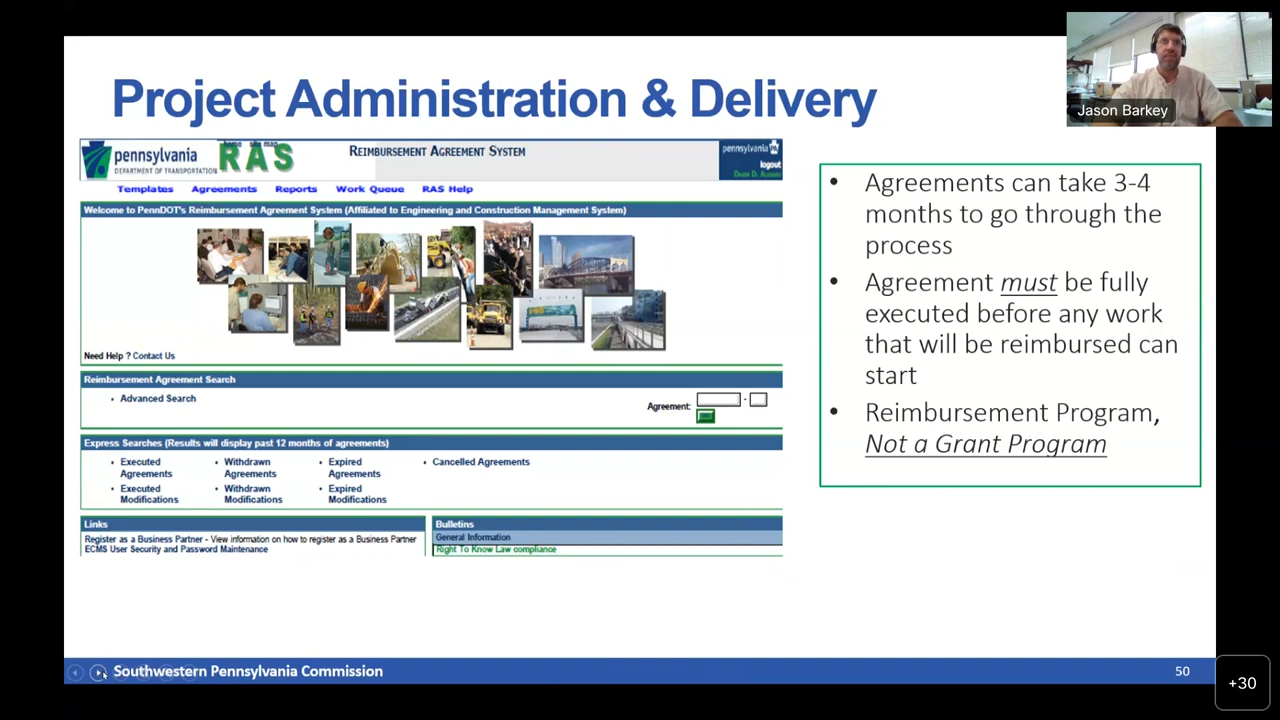 Project Administration & Delivery
Jason Barkey
pennsylvania
DEPARTMENT OF TRANSPORTATION
RAS
home site map
REIMBURSEMENT AGREEMENT SYSTEM
pennsylvania PA
logout
Templates Agreements Reports Work Queue RAS Help
Welcome to PennDOT's Reimbursement Agreement System (Affiliated to Engineering and Construction Management System)
Need Help ? Contact Us
Reimbursement Agreement Search
• Advanced Search
Agreement: -
Express Searches (Results will display past 12 months of agreements)
• Executed Agreements
• Withdrawn Agreements
• Expired Agreements
• Cancelled Agreements
• Executed Modifications
• Withdrawn Modifications
• Expired Modifications
Links
Register as a Business Partner - View information on how to register as a Business Partner
ECMS User Security and Password Maintenance
Bulletins
General Information
Right To Know Law compliance
• Agreements can take 3-4
months to go through the
process
• Agreement must be fully
executed before any work
that will be reimbursed can
start
• Reimbursement Program,
Not a Grant Program
Southwestern Pennsylvania Commission
50
+30